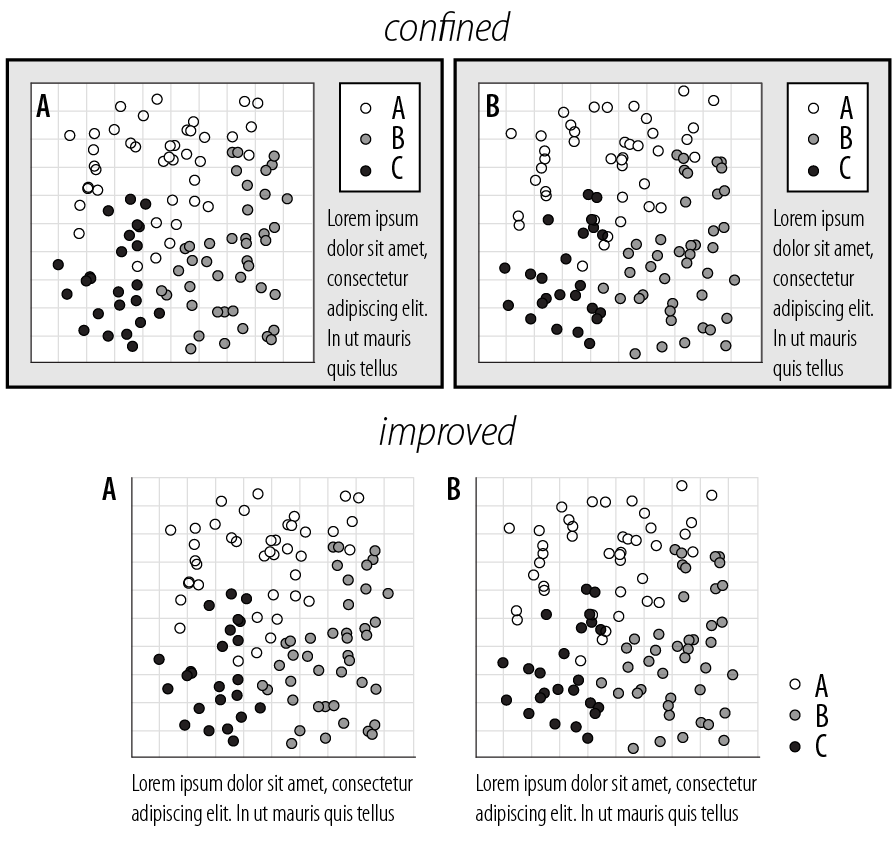 confined
A
A
B
C
Lorem ipsum
dolor sit amet,
consectetur
adipiscing elit.
In ut mauris
quis tellus
B
A
B
C
Lorem ipsum
dolor sit amet,
consectetur
adipiscing elit.
In ut mauris
quis tellus
improved
A
Lorem ipsum dolor sit amet, consectetur
adipiscing elit. In ut mauris quis tellus
B
Lorem ipsum dolor sit amet, consectetur
adipiscing elit. In ut mauris quis tellus
A
B
C